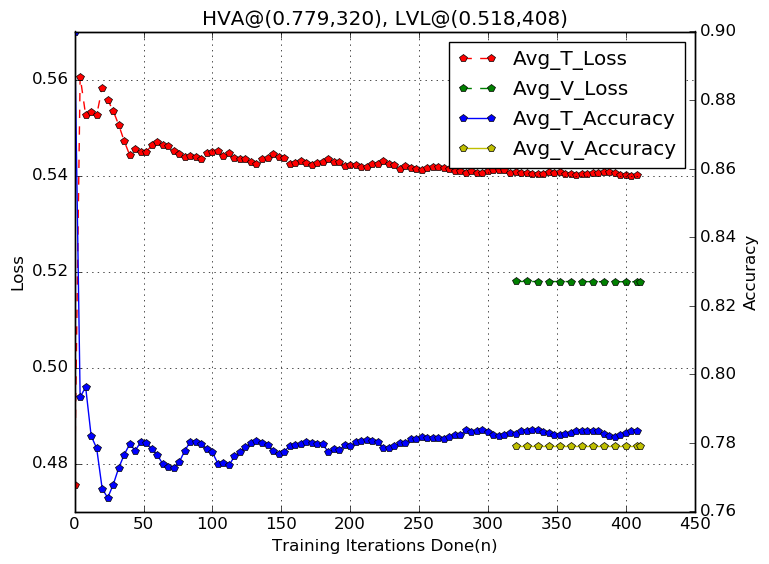 HVA@(0.779,320), LVL@(0.518,408)
Avg_T_Loss
Avg_V_Loss
Avg_T_Accuracy
Avg_V_Accuracy
0.56
0.54
0.52
0.50
0.48
Loss
0.90
0.88
0.86
0.84
0.82
0.80
0.78
0.76
Accuracy
0 50 100 150 200 250 300 350 400 450
Training Iterations Done(n)